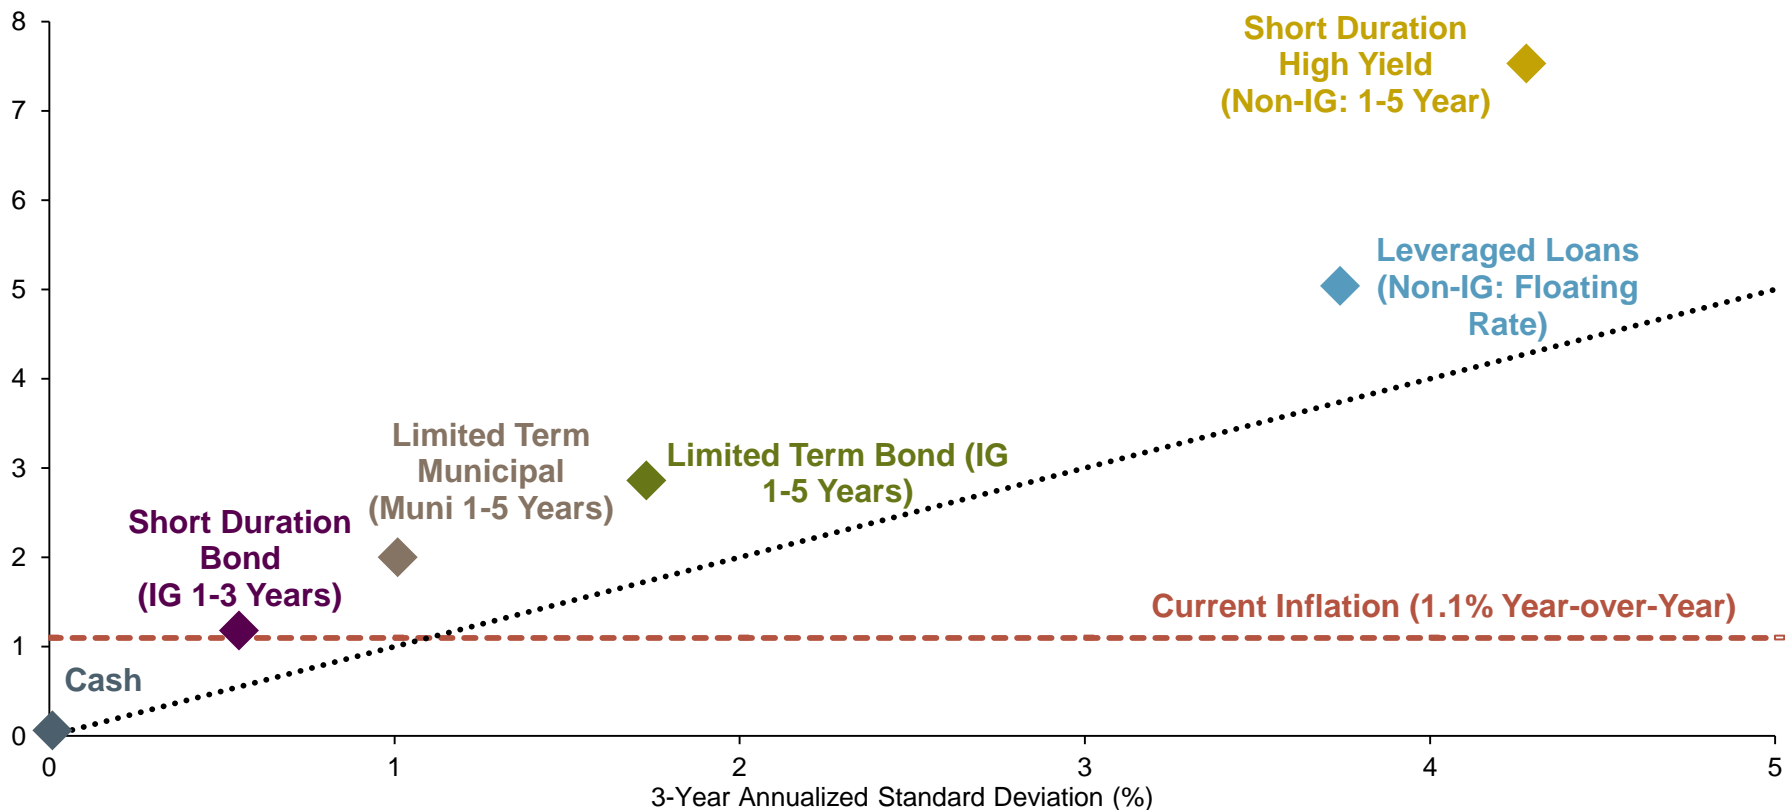 8
7
6
5
4
3
2
1
0
Short Duration
High Yield
(Non-IG: 1-5 Year)
Leveraged Loans
(Non-IG: Floating
Rate)
Limited Term
Municipal
(Muni 1-5 Years)
Limited Term Bond (IG
1-5 Years)
Short Duration
Bond
(IG 1-3 Years)
Current Inflation (1.1% Year-over-Year)
Cash
0 1 2 3 4 5
3-Year Annualized Standard Deviation (%)